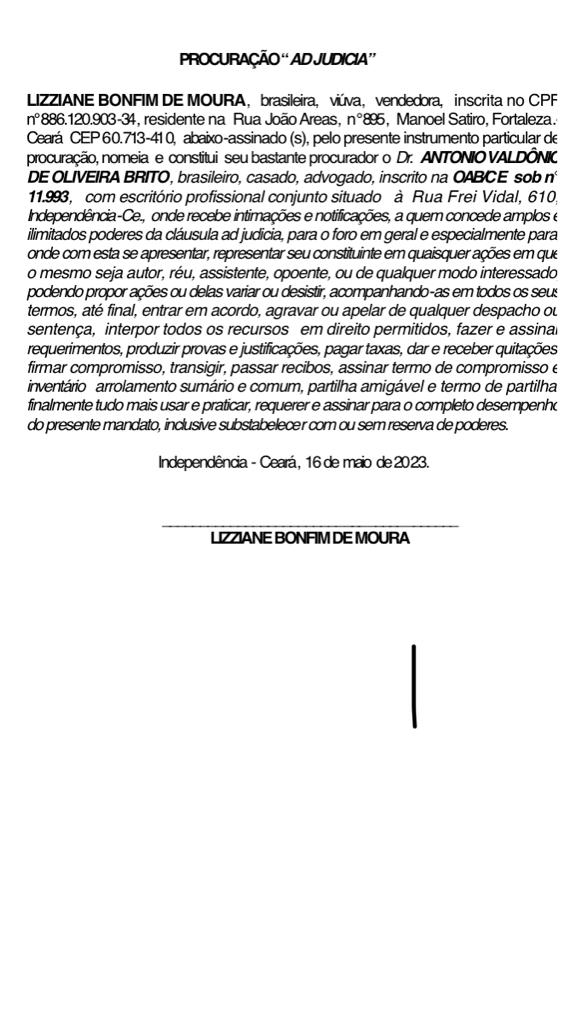 PROCURAÇÃO “ AD JUDICIA”
LIZZIANE BONFIM DE MOURA, brasileira, viúva, vendedora, inscrita no CPF
n° 886.120.903-34, residente na Rua João Areas, n° 895, Manoel Satiro, Fortaleza.-
Ceará CEP 60.713-410, abaixo-assinado (s), pelo presente instrumento particular de
procuração, nomeia e constitui seu bastante procurador o Dr. ANTONIO VALDÔNIO
DE OLIVEIRA BRITO, brasileiro, casado, advogado, inscrito na OAB/CE sob n°
11.993, com escritório profissional conjunto situado à Rua Frei Vidal, 610,
Independência-Ce., onde recebe intimações e notificações, a quem concede amplos e
ilimitados poderes da cláusula ad judicia, para o foro em geral e especialmente para
onde com esta se apresentar, representar seu constituinte em quaisquer ações em que
o mesmo seja autor, réu, assistente, opoente, ou de qualquer modo interessado,
podendo propor ações ou delas variar ou desistir, acompanhando-as em todos os seus
termos, até final, entrar em acordo, agravar ou apelar de qualquer despacho ou
sentença, interpor todos os recursos em direito permitidos, fazer e assinar
requerimentos, produzir provas e justificações, pagar taxas, dar e receber quitações,
firmar compromisso, transigir, passar recibos, assinar termo de compromisso e
inventário arrolamento sumário e comum, partilha amigável e termo de partilha,
finalmente tudo mais usar e praticar, requerer e assinar para o completo desempenho
do presente mandato, inclusive substabelecer com ou sem reserva de poderes.
Independência - Ceará, 16 de maio de 2023.
LIZZIANE BONFIM DE MOURA